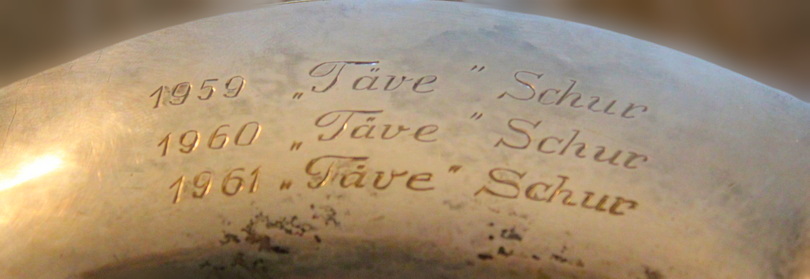 1959 „Täve" Schur
1960 „Täve" Schur
1961 „Täve" Schur